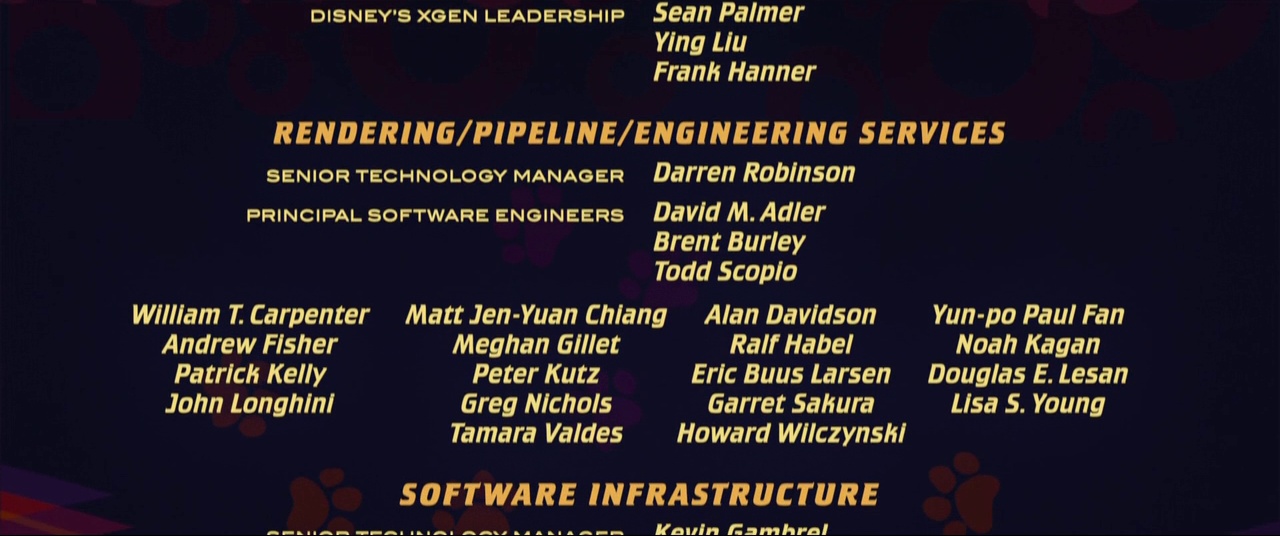 DISNEY'S XGEN LEADERSHIP Sean Palmer
Ying Liu
Frank Hanner
RENDERING/PIPELINE/ENGINEERING SERVICES
SENIOR TECHNOLOGY MANAGER Darren Robinson
PRINCIPAL SOFTWARE ENGINEERS David M. Adler
Brent Burley
Todd Scopio
William T. Carpenter Matt Jen-Yuan Chiang Alan Davidson Yun-po Paul Fan
Andrew Fisher Meghan Gillet Ralf Habel Noah Kagan
Patrick Kelly Peter Kutz Eric Buus Larsen Douglas E. Lesan
John Longhini Greg Nichols Garret Sakura Lisa S. Young
Tamara Valdes Howard Wilczynski
SOFTWARE INFRASTRUCTURE
SENIOR TECHNOLOGY MANAGER Kevin Gambrel